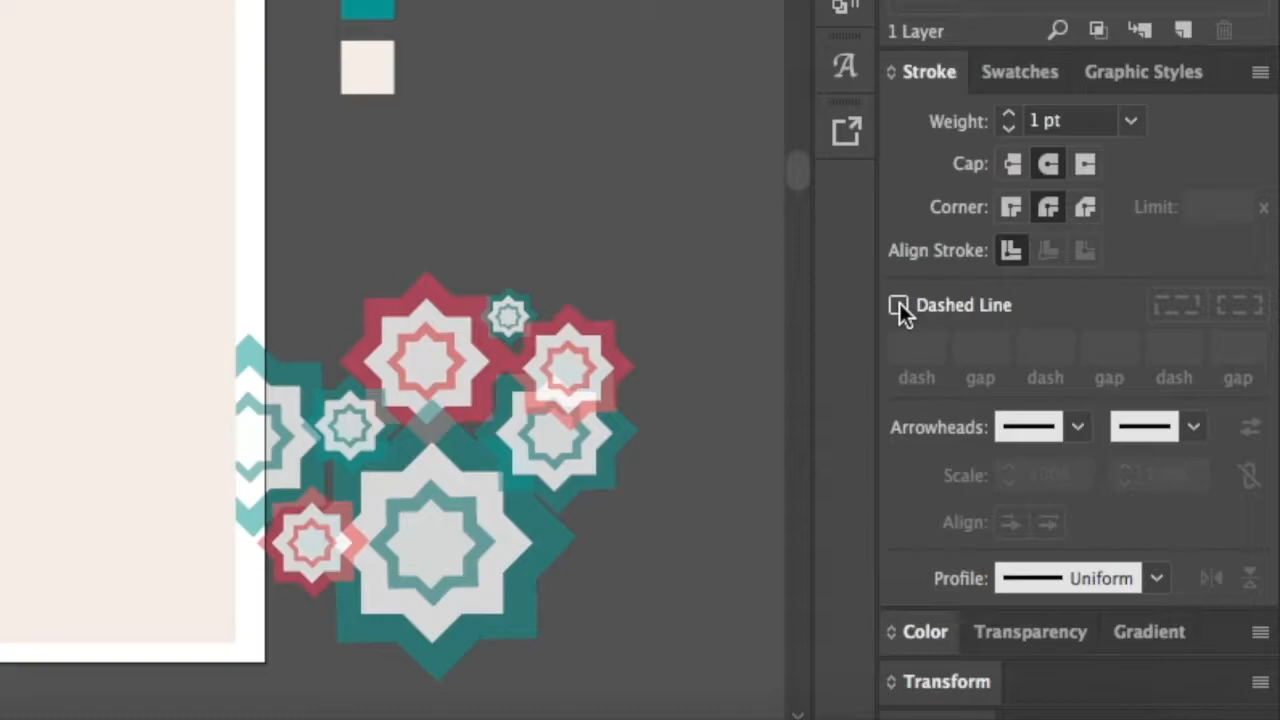 1 Layer
Stroke
Swatches
Graphic Styles
Weight:
1 pt
Cap:
Corner:
Limit:
x
Align Stroke:
Dashed Line
dash gap dash gap dash gap
Arrowheads:
Scale:
Align:
Profile:
Uniform
Color
Transparency
Gradient
Transform